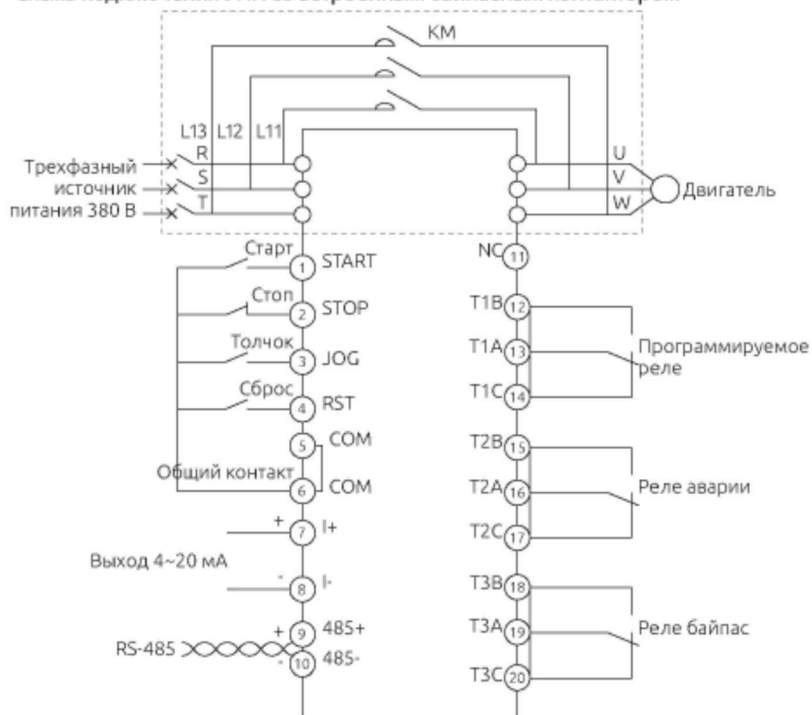 KM
L13 L12 L11
R
S
T
Трехфазный
источник
питания 380 В
U
V
W
Двигатель
Старт
1 START
Стоп
2 STOP
Толчок
3 JOG
Сброс
4 RST
5 COM
Общий контакт
6 COM
+ 7 I+
Выход 4~20 мА
- 8 I-
RS-485
+ 9 485+
- 10 485-
NC 11
T1B 12
T1A 13
T1C 14
Программируемое
реле
T2B 15
T2A 16
T2C 17
Реле аварии
T3B 18
T3A 19
T3C 20
Реле байпас